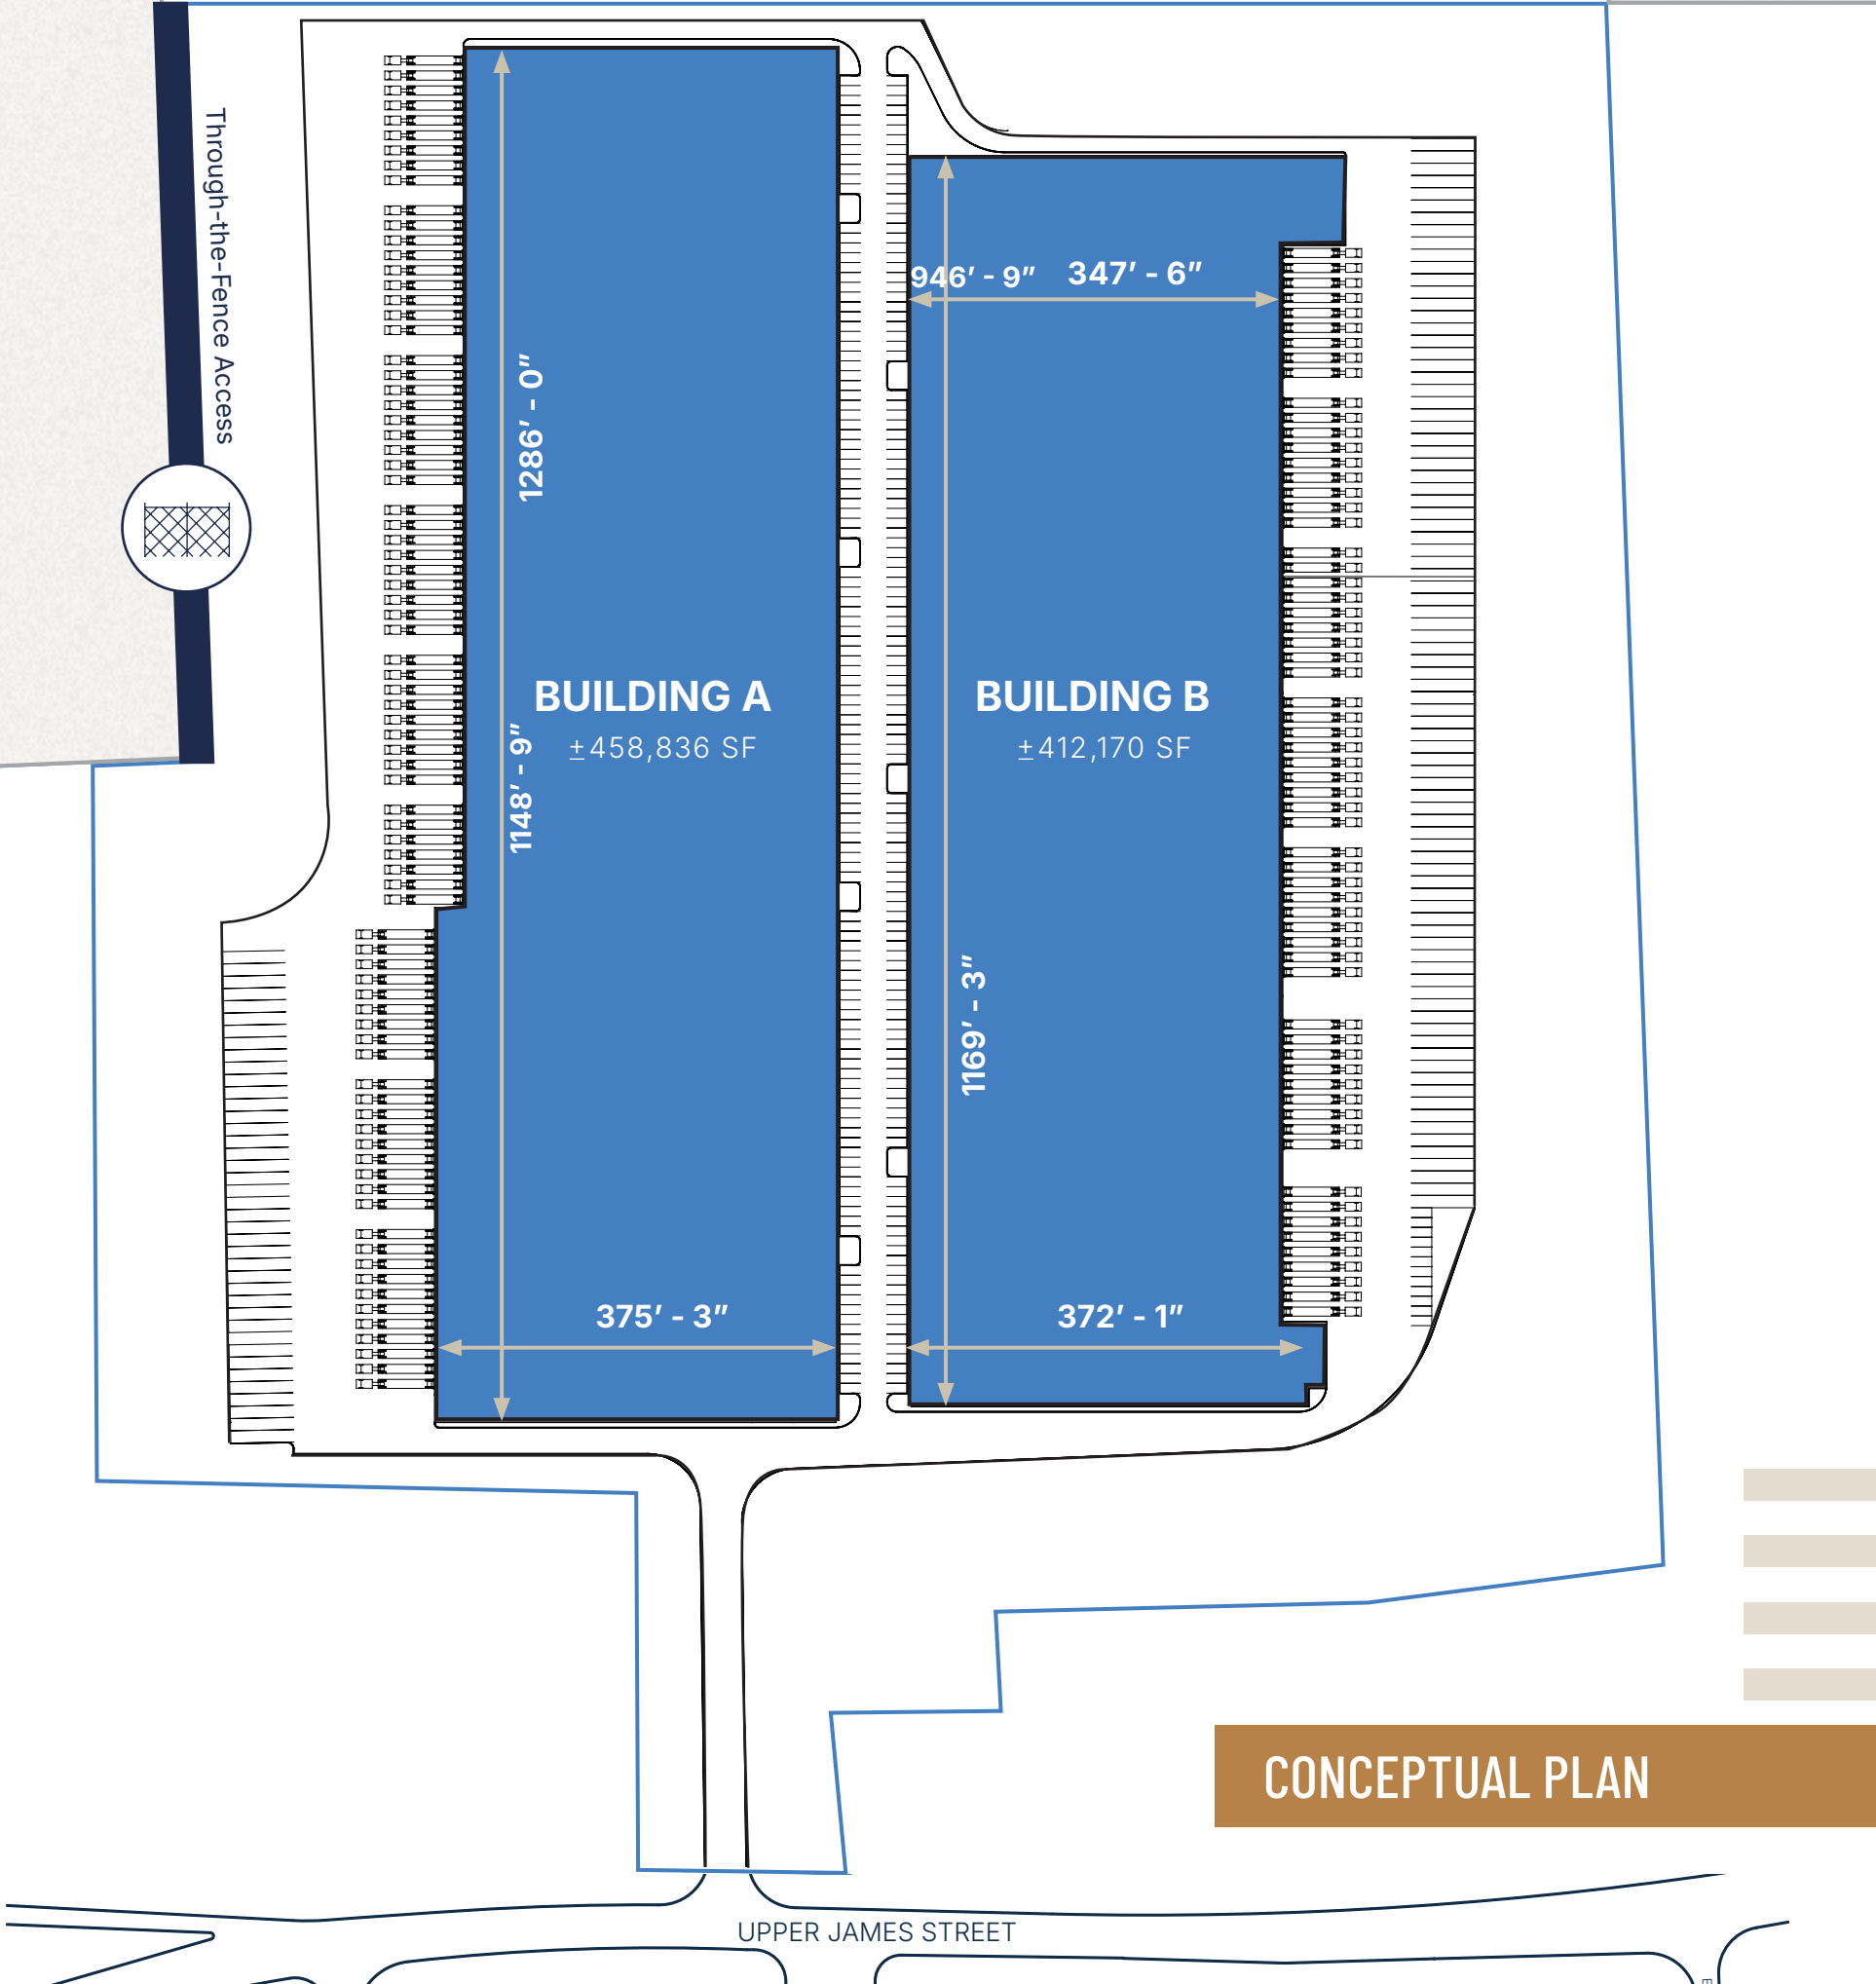 Through-the-Fence Access
946’ - 9”
347’ - 6”
1286’ - 0”
BUILDING A
±458,836 SF
BUILDING B
±412,170 SF
1148’ - 9”
1169’ - 3”
375’ - 3”
372’ - 1”
CONCEPTUAL PLAN
UPPER JAMES STREET